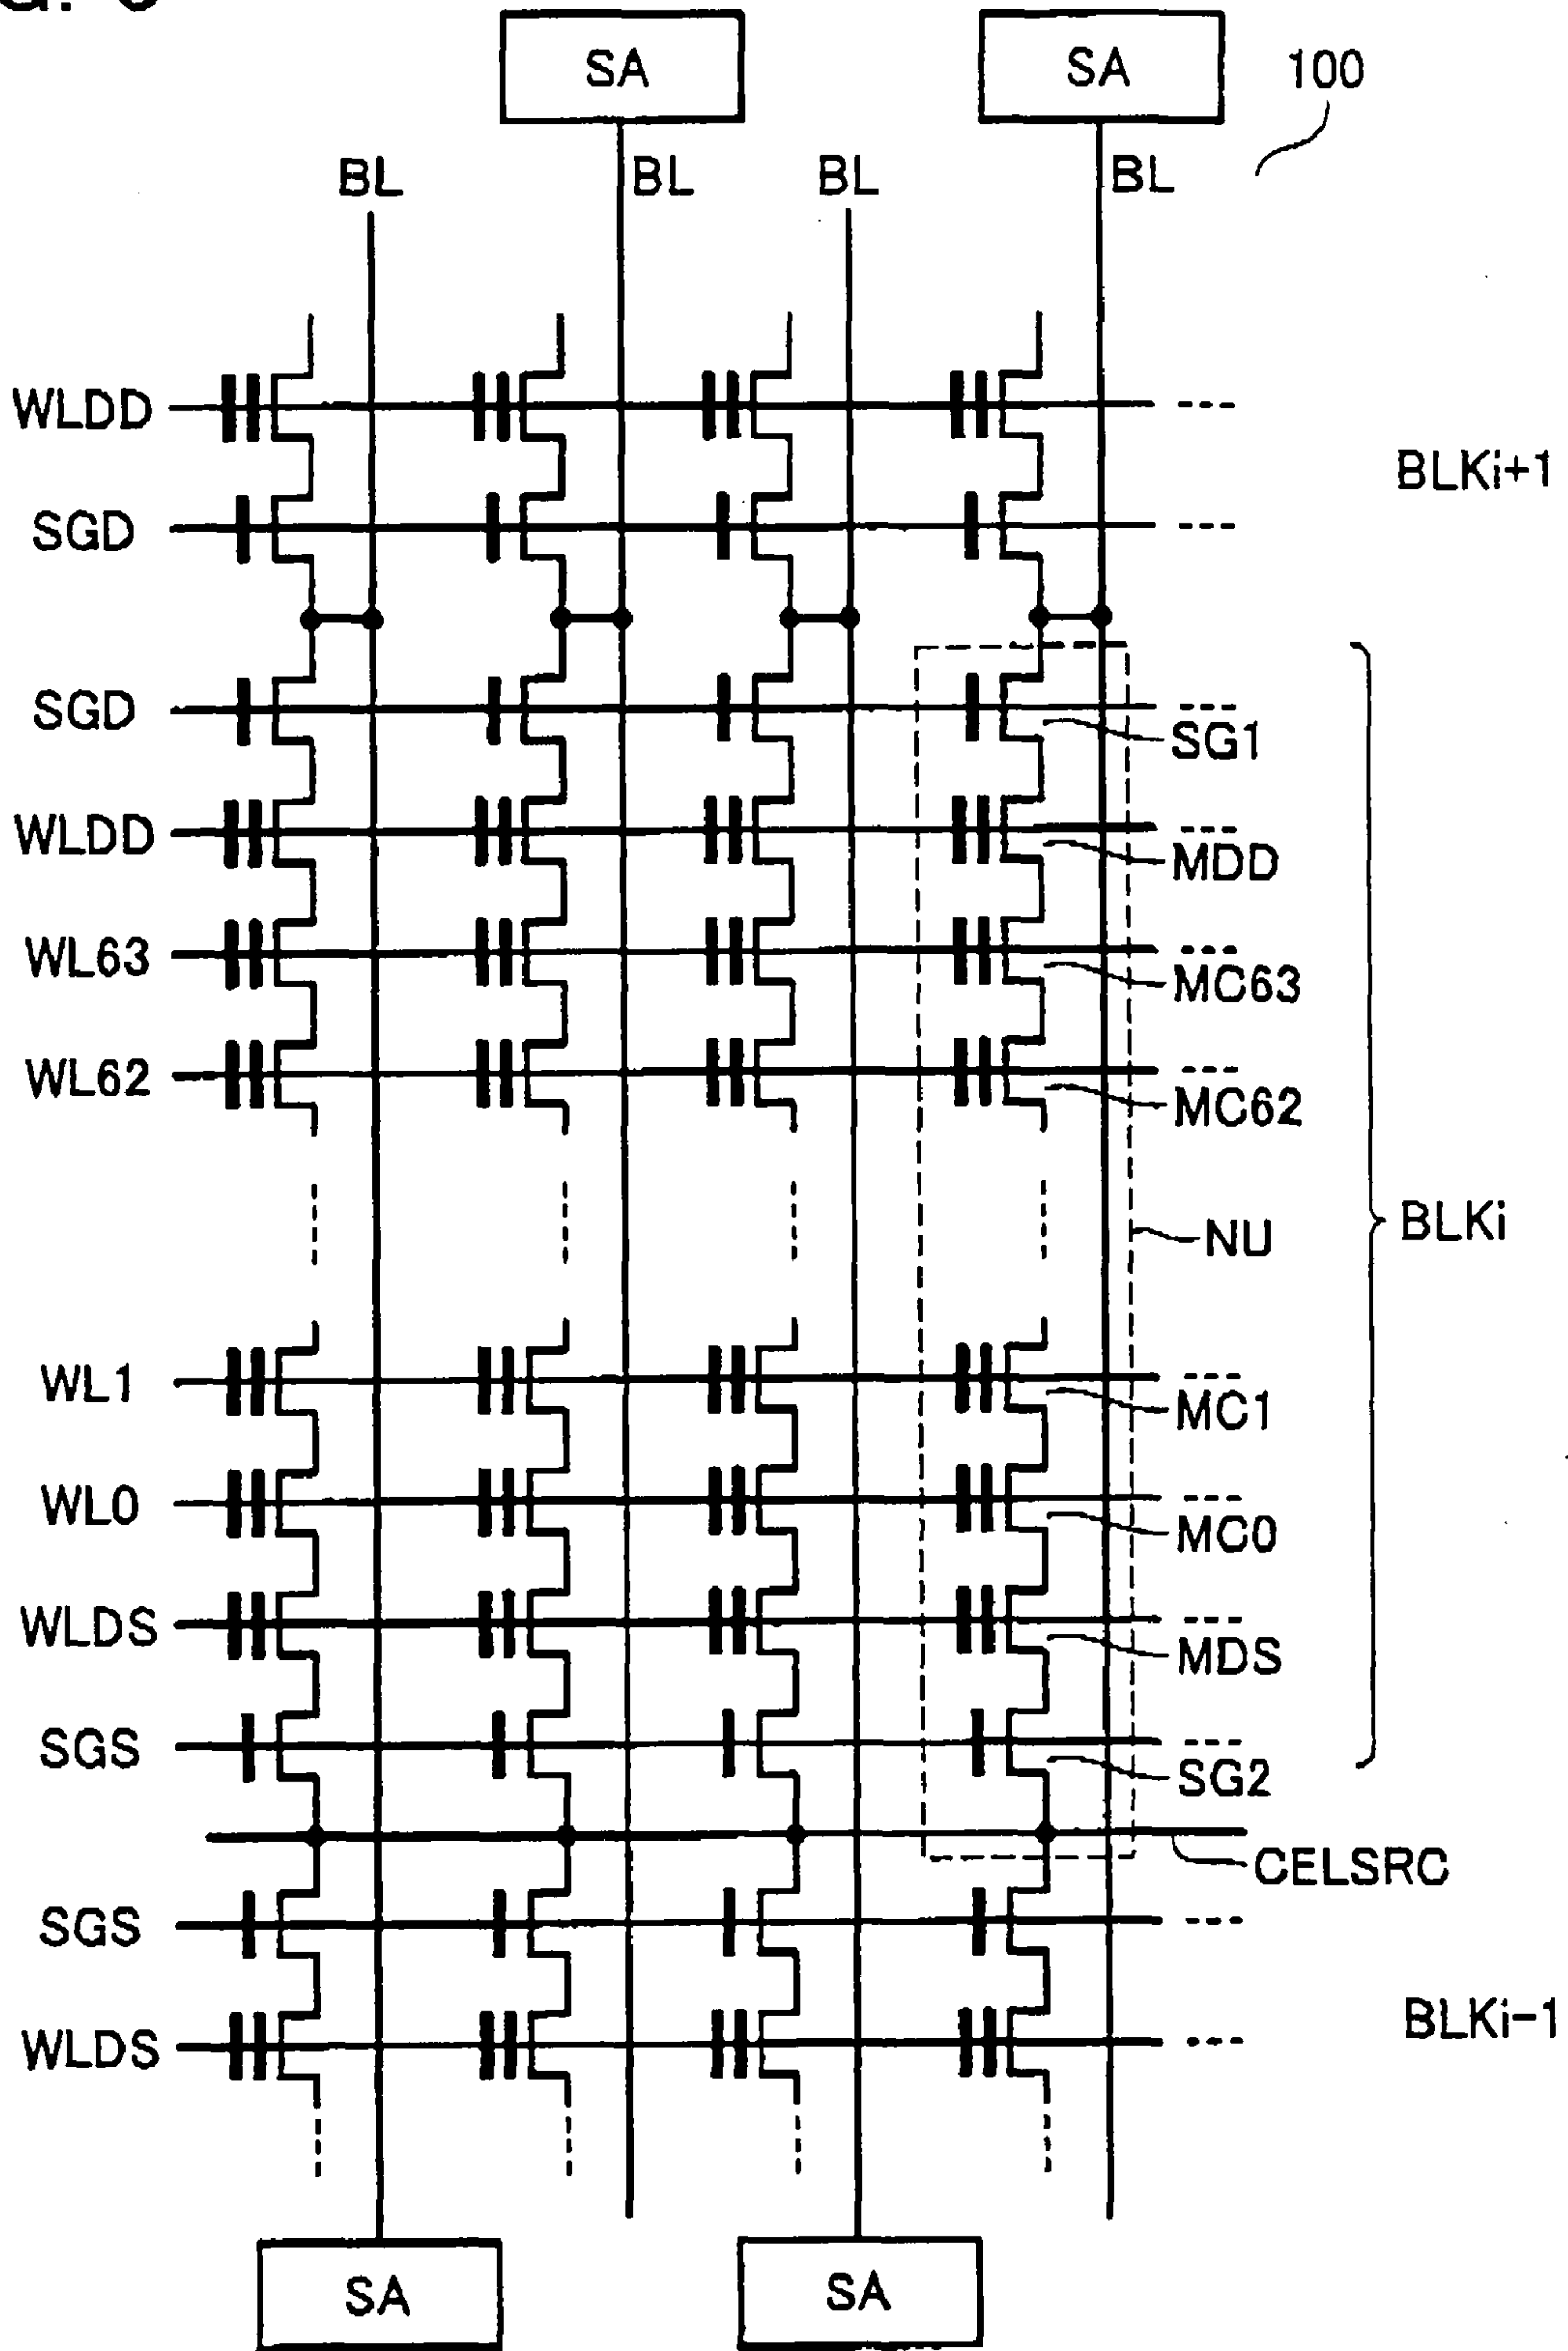 SA SA 100
BL BL BL BL
WLDD ---
BLKi+1
SGD ---
SGD ---
SG1
WLDD ---
MDD
WL63 ---
MC63
WL62 ---
MC62
NU
BLKi
WL1 ---
MC1
WL0 ---
MC0
WLDS ---
MDS
SGS ---
SG2
CELSRC
SGS ---
WLDS ---
BLKi-1
SA SA